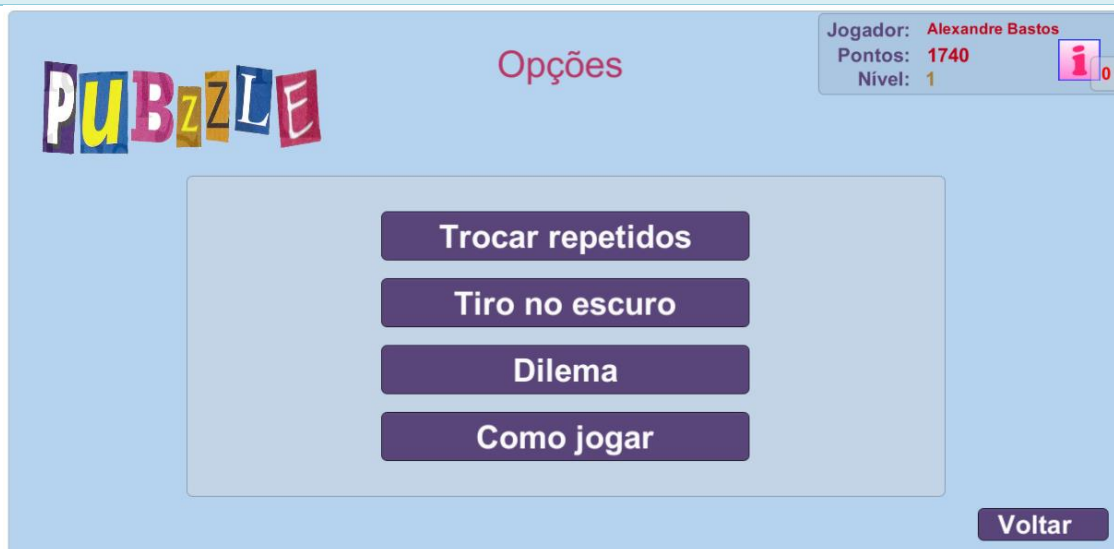 PUBZZLE
Opções
Jogador: Alexandre Bastos
Pontos: 1740
Nível: 1
i
0
Trocar repetidos
Tiro no escuro
Dilema
Como jogar
Voltar